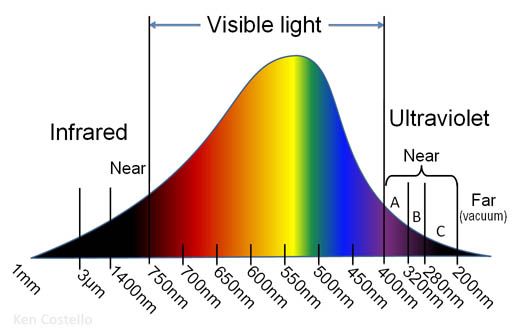 Visible light
Infrared
Ultraviolet
Near
Near
A
B
C
Far
(vacuum)
1mm
3µm
1400nm
750nm
700nm
650nm
600nm
550nm
500nm
450nm
400nm
320nm
280nm
200nm
Ken Costello